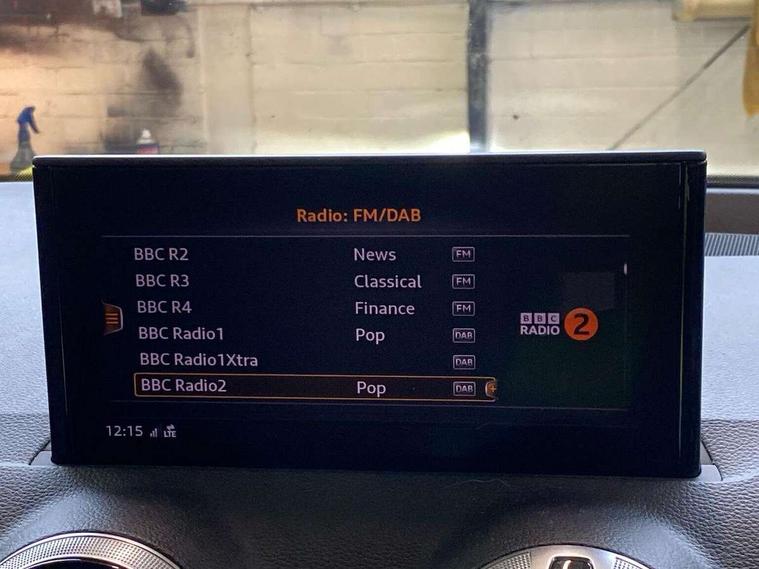 Radio: FM/DAB
BBC R2 News FM
BBC R3 Classical FM
BBC R4 Finance FM
BBC Radio1 Pop DAB
BBC Radio1Xtra DAB
BBC Radio2 Pop DAB
BBC
RADIO 2
12:15 LTE